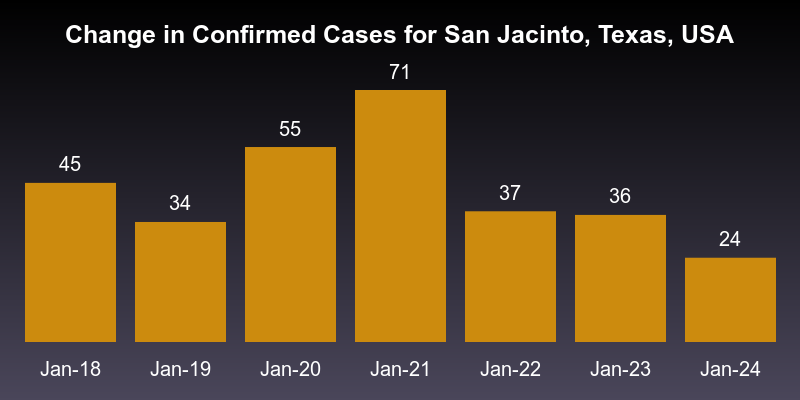 Change in Confirmed Cases for San Jacinto, Texas, USA
45
34
55
71
37
36
24
Jan-18
Jan-19
Jan-20
Jan-21
Jan-22
Jan-23
Jan-24